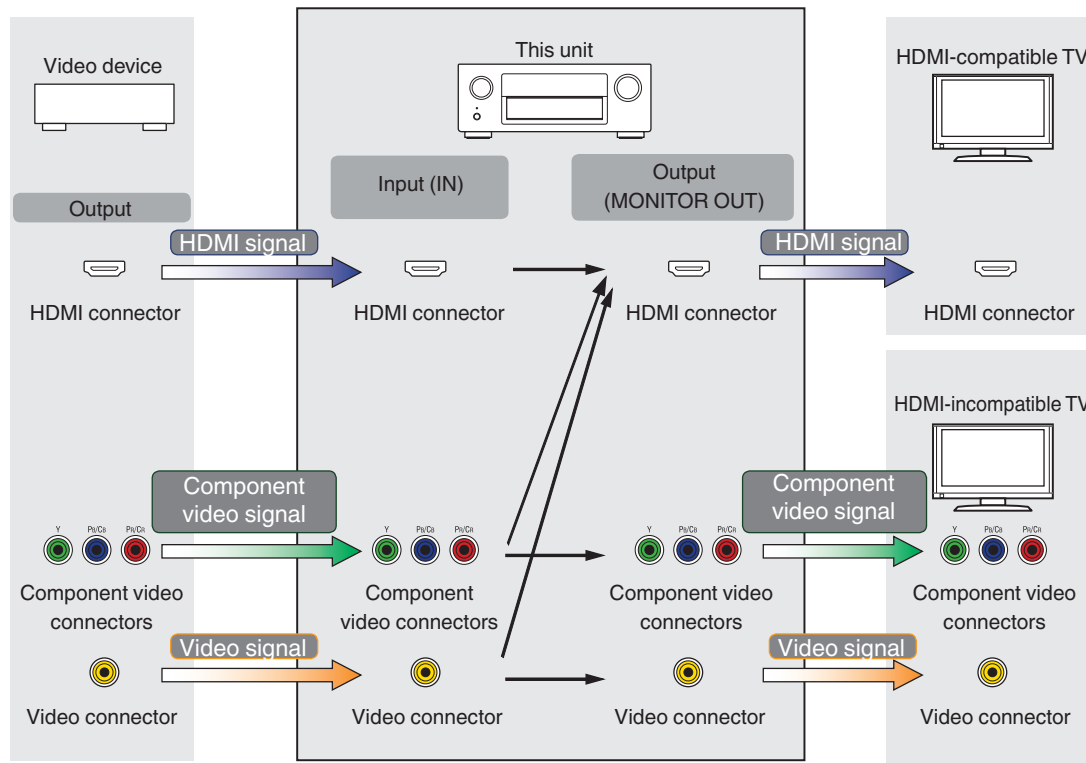 Video device
This unit
HDMI-compatible TV
Input (IN)
Output
(MONITOR OUT)
Output
HDMI signal
HDMI signal
HDMI connector
HDMI connector
HDMI connector
HDMI connector
HDMI-incompatible TV
Component
video signal
Component
video signal
Y
PB/CB
PR/CR
Y
PB/CB
PR/CR
Y
PB/CB
PR/CR
Y
PB/CB
PR/CR
Component video
connectors
Component
video connectors
Component video
connectors
Component video
connectors
Video signal
Video signal
Video connector
Video connector
Video connector
Video connector